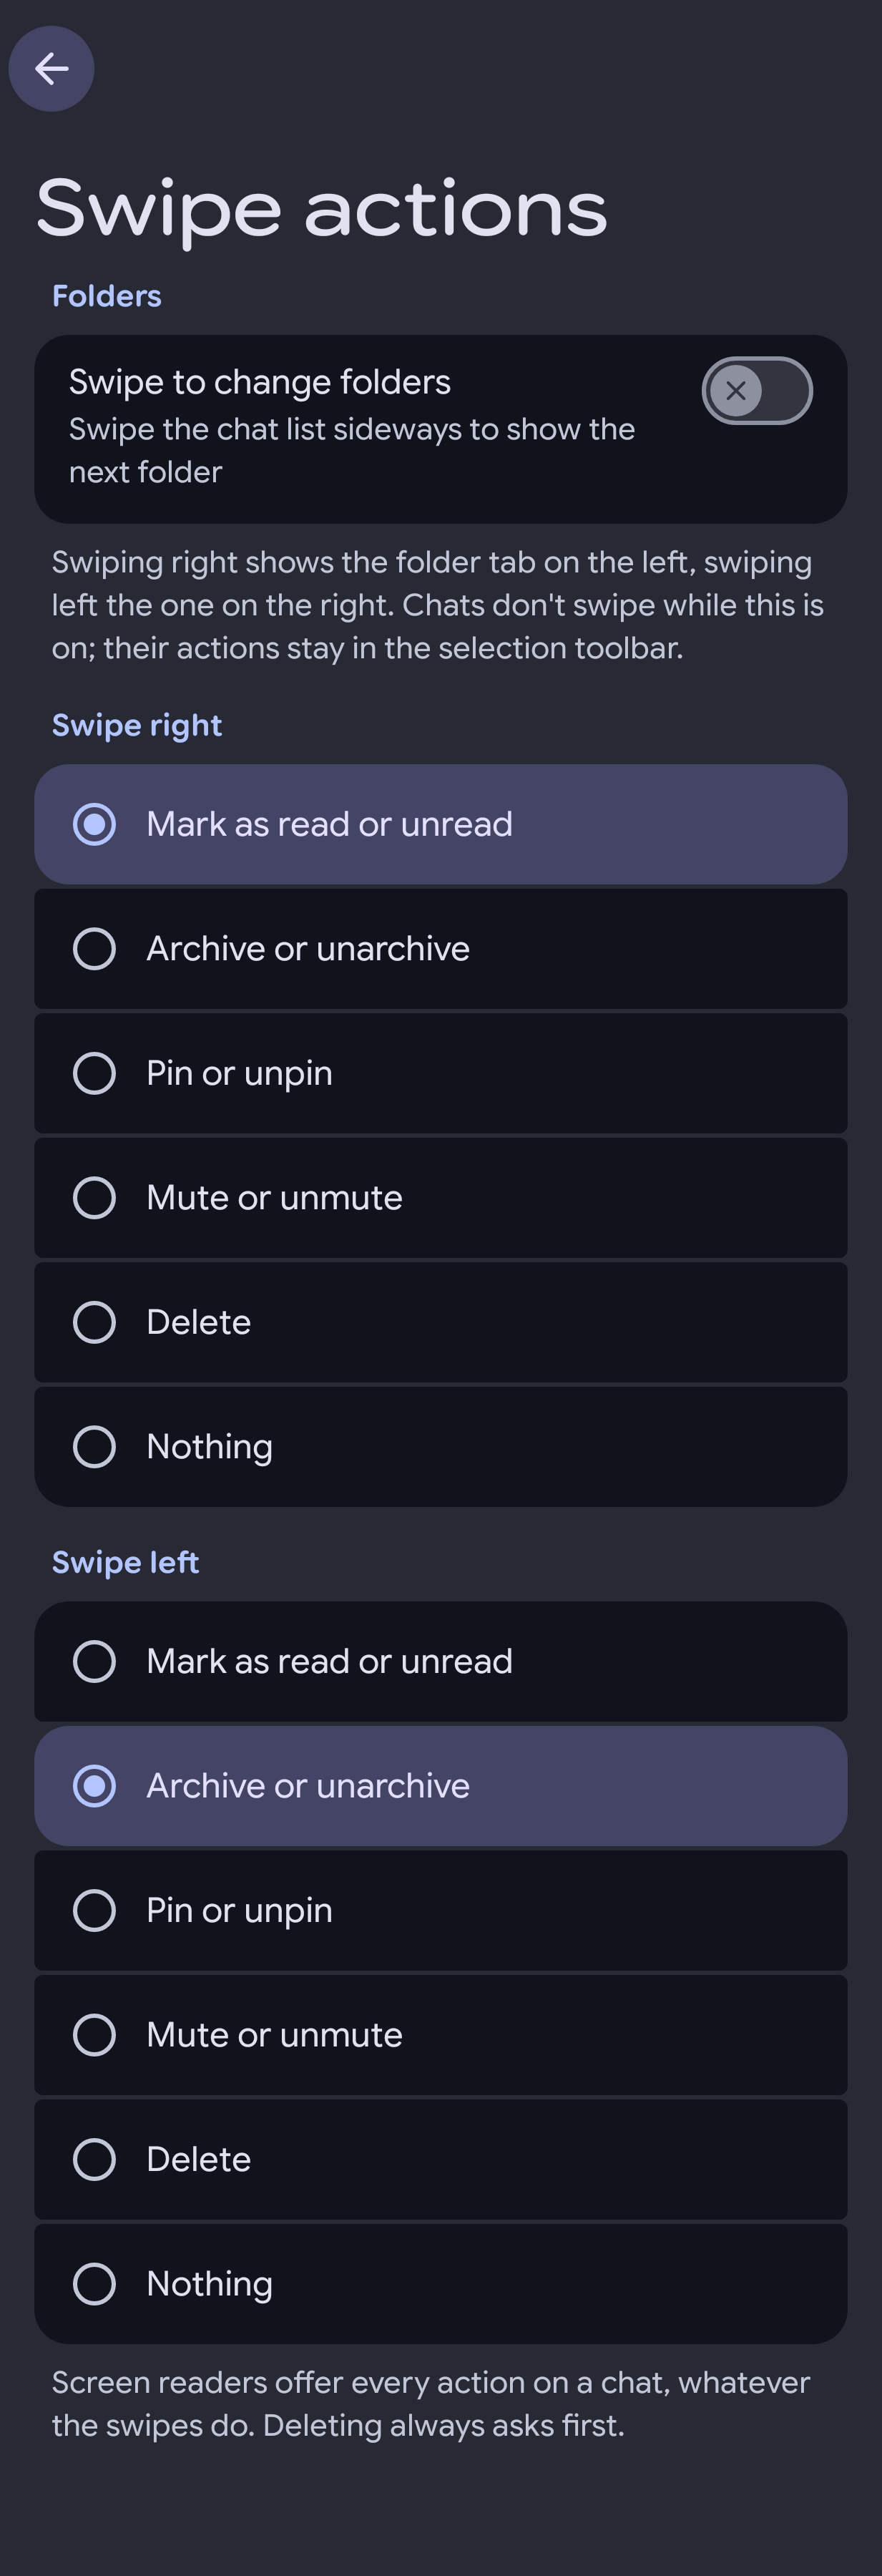 Swipe actions
Folders
Swipe to change folders
Swipe the chat list sideways to show the
next folder
Swiping right shows the folder tab on the left, swiping
left the one on the right. Chats don't swipe while this is
on; their actions stay in the selection toolbar.
Swipe right
Mark as read or unread
Archive or unarchive
Pin or unpin
Mute or unmute
Delete
Nothing
Swipe left
Mark as read or unread
Archive or unarchive
Pin or unpin
Mute or unmute
Delete
Nothing
Screen readers offer every action on a chat, whatever
the swipes do. Deleting always asks first.